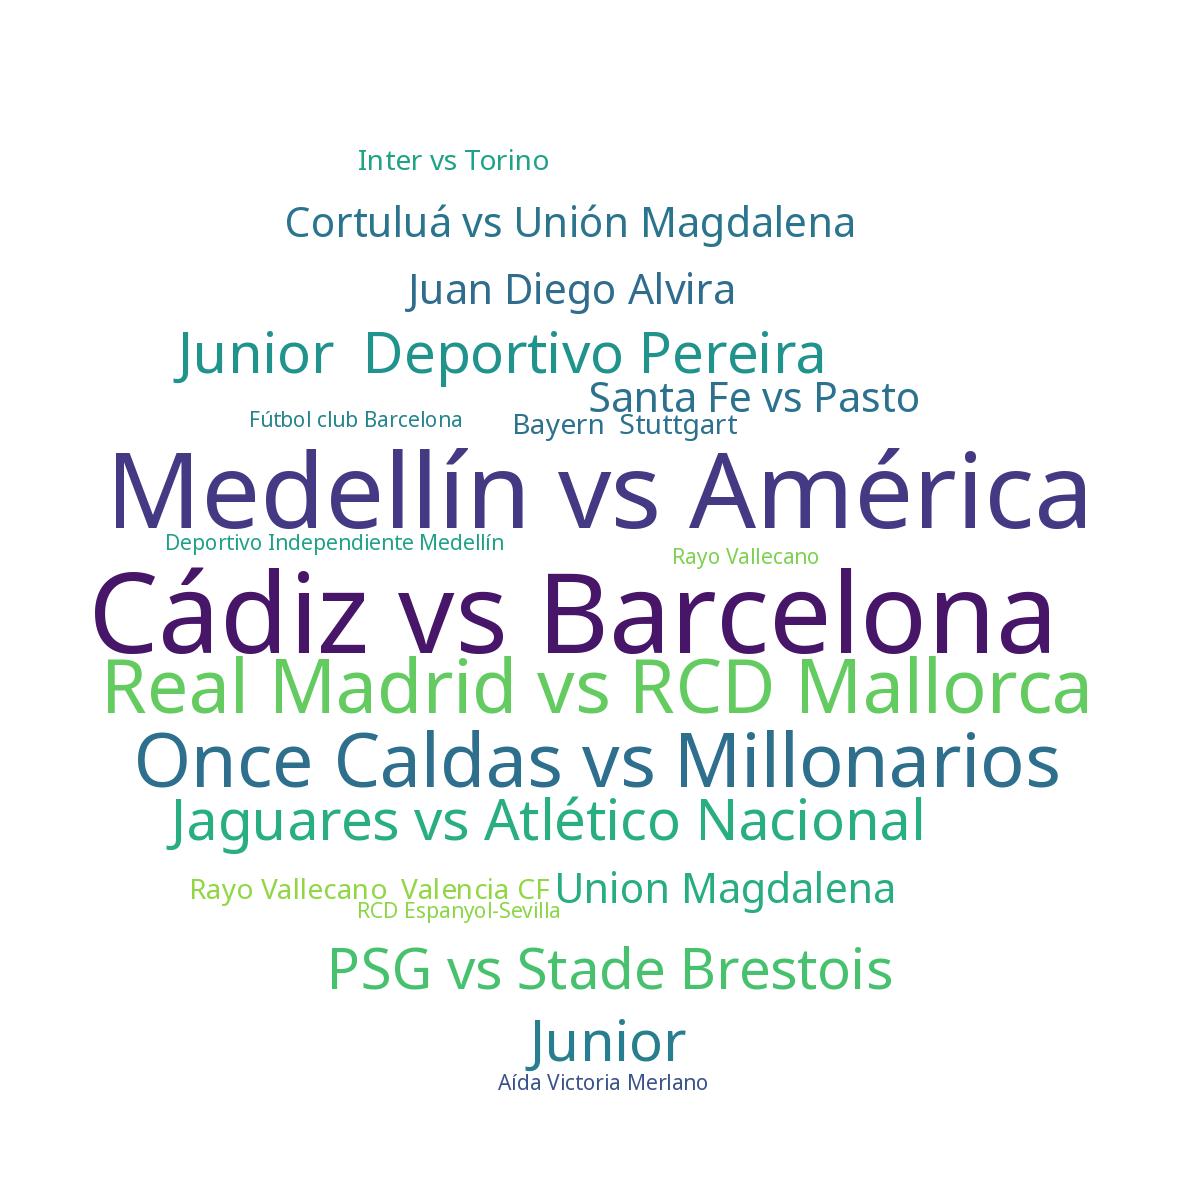 Inter vs Torino
Cortuluá vs Unión Magdalena
Juan Diego Alvira
Junior  Deportivo Pereira
Santa Fe vs Pasto
Fútbol club Barcelona
Bayern  Stuttgart
Medellín vs América
Deportivo Independiente Medellín
Rayo Vallecano
Cádiz vs Barcelona
Real Madrid vs RCD Mallorca
Once Caldas vs Millonarios
Jaguares vs Atlético Nacional
Rayo Vallecano  Valencia CF
Union Magdalena
RCD Espanyol-Sevilla
PSG vs Stade Brestois
Junior
Aída Victoria Merlano